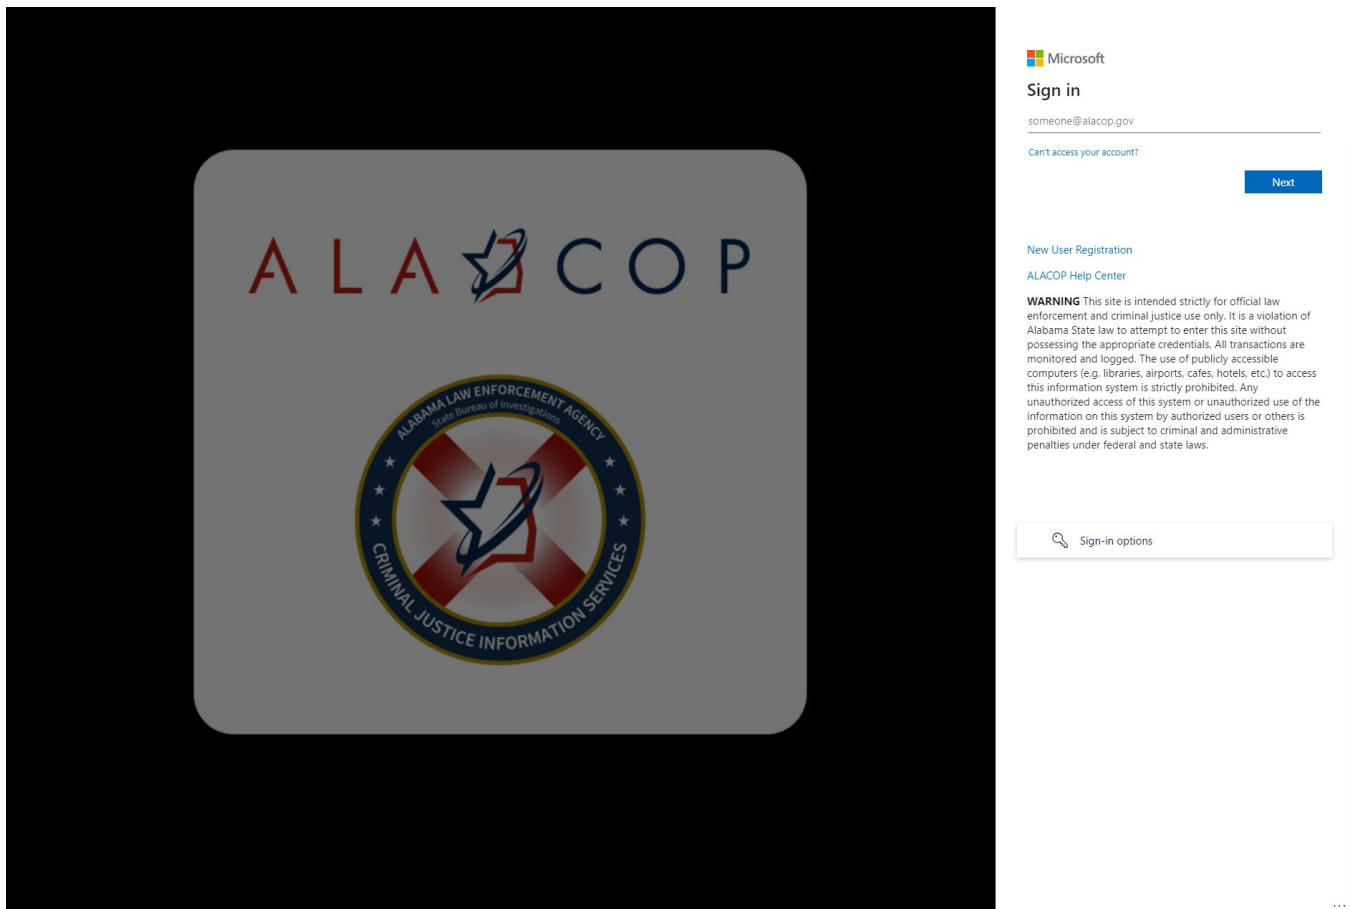 ALACOP
ALABAMA LAW ENFORCEMENT AGENCY
State Bureau of Investigations
CRIMINAL JUSTICE INFORMATION SERVICES
Microsoft
Sign in
someone@alacop.gov
Can't access your account?
Next
New User Registration
ALACOP Help Center
WARNING This site is intended strictly for official law
enforcement and criminal justice use only. It is a violation of
Alabama State law to attempt to enter this site without
possessing the appropriate credentials. All transactions are
monitored and logged. The use of publicly accessible
computers (e.g. libraries, airports, cafes, hotels, etc.) to access
this information system is strictly prohibited. Any
unauthorized access of this system or unauthorized use of the
information on this system by authorized users or others is
prohibited and is subject to criminal and administrative
penalties under federal and state laws.
Sign-in options
...